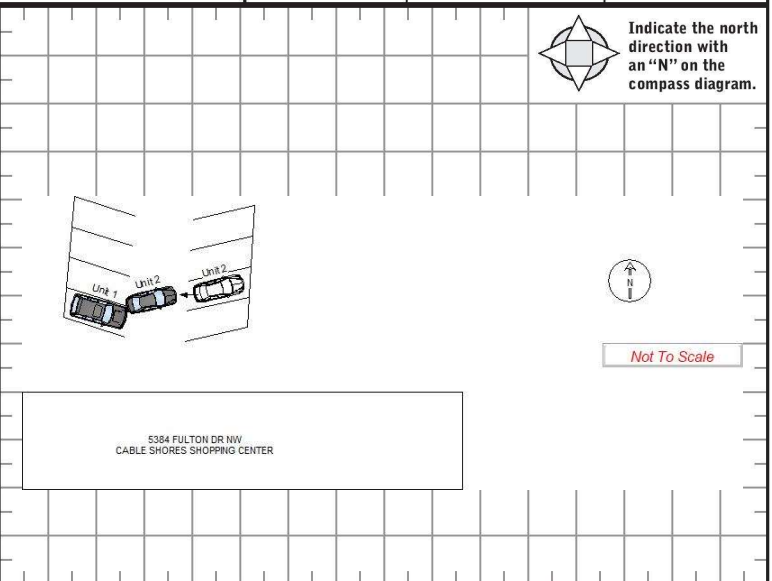 Indicate the north
direction with
an “N” on the
compass diagram.
Unit 1
Unit 2
Unit 2
N
Not To Scale
5384 FULTON DR NW
CABLE SHORES SHOPPING CENTER